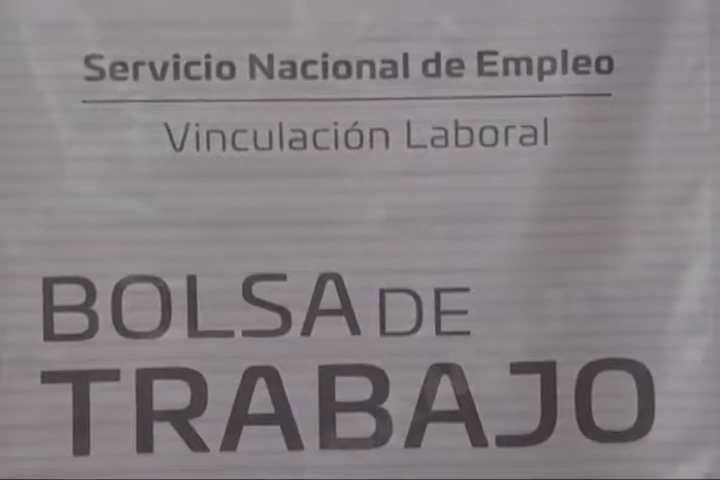 Servicio Nacional de Empleo
Vinculación Laboral
BOLSA DE
TRABAJO